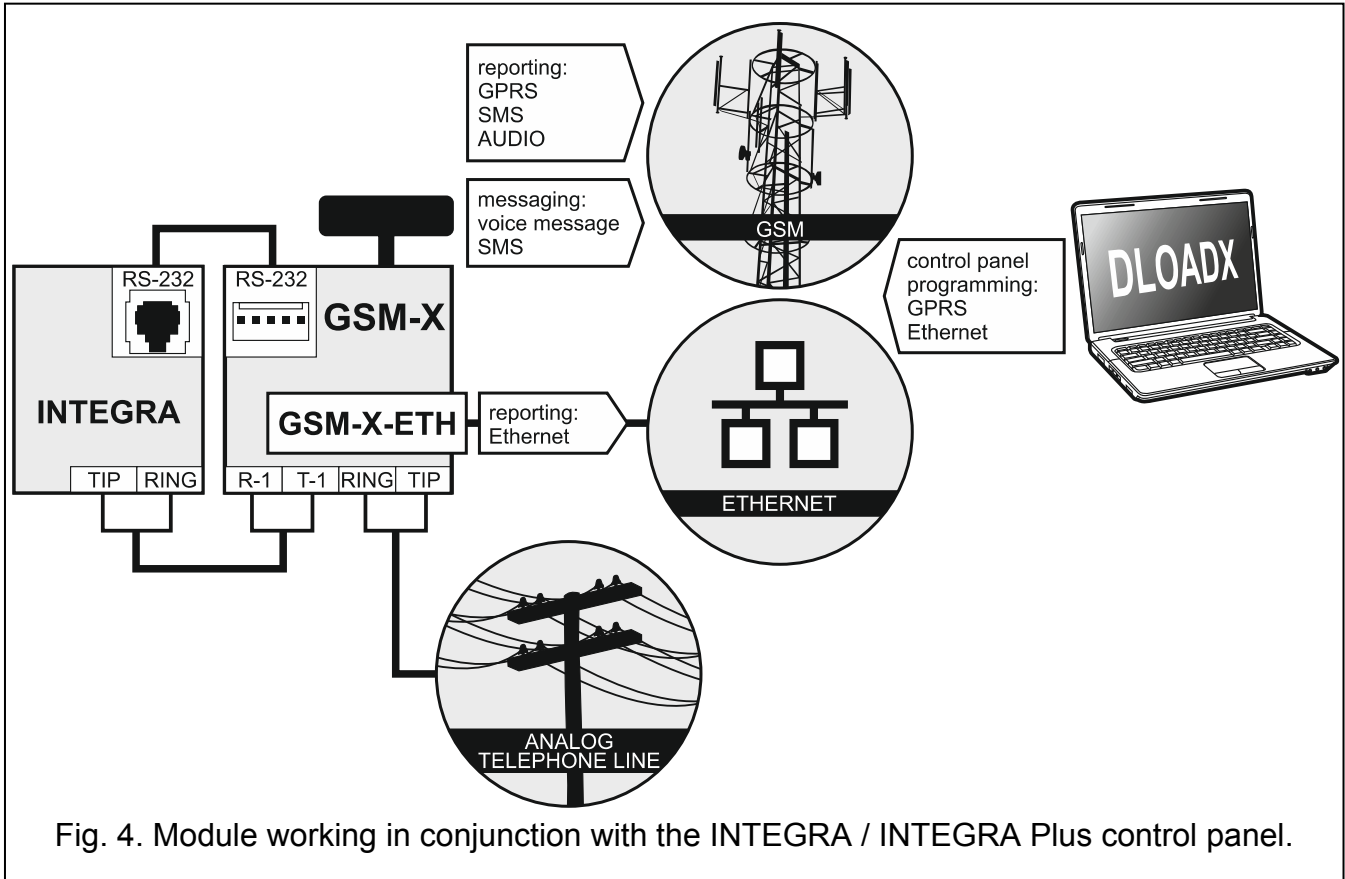 reporting:
GPRS
SMS
AUDIO
messaging:
voice message
SMS
GSM
control panel
programming:
GPRS
Ethernet
DLOADX
RS-232
RS-232
GSM-X
INTEGRA
GSM-X-ETH
reporting:
Ethernet
TIP RING
R-1 T-1 RING TIP
ETHERNET
ANALOG
TELEPHONE LINE
Fig. 4. Module working in conjunction with the INTEGRA / INTEGRA Plus control panel.